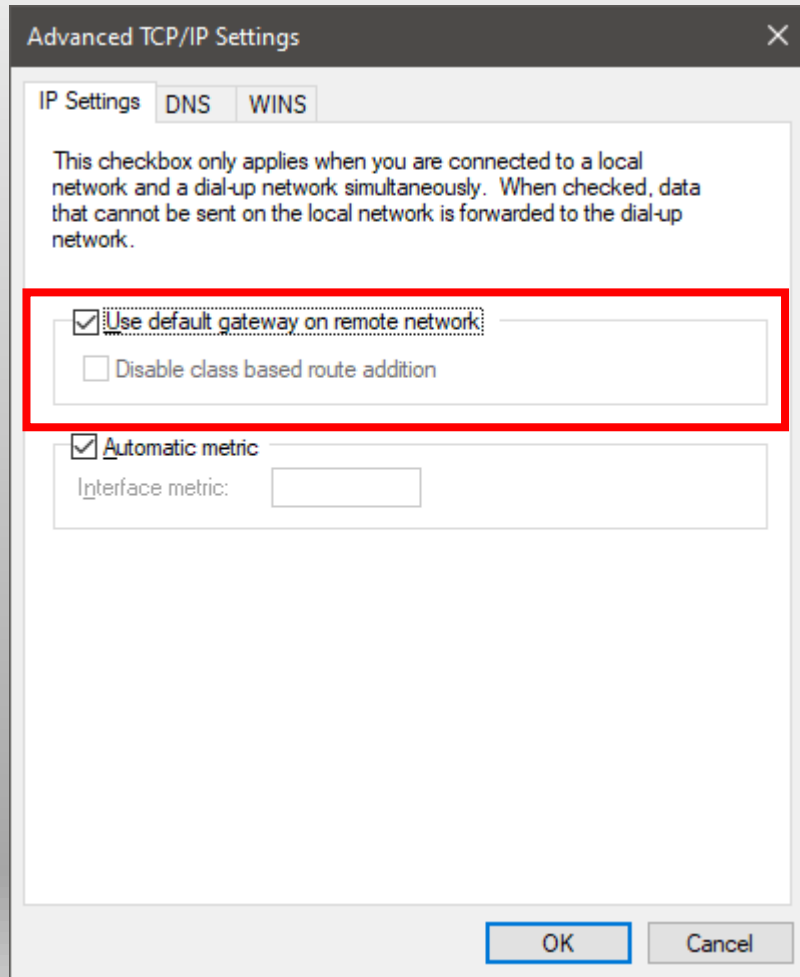 Advanced TCP/IP Settings
IP Settings DNS WINS
This checkbox only applies when you are connected to a local
network and a dial-up network simultaneously. When checked, data
that cannot be sent on the local network is forwarded to the dial-up
network.
Use default gateway on remote network
Disable class based route addition
Automatic metric
Interface metric:
OK Cancel